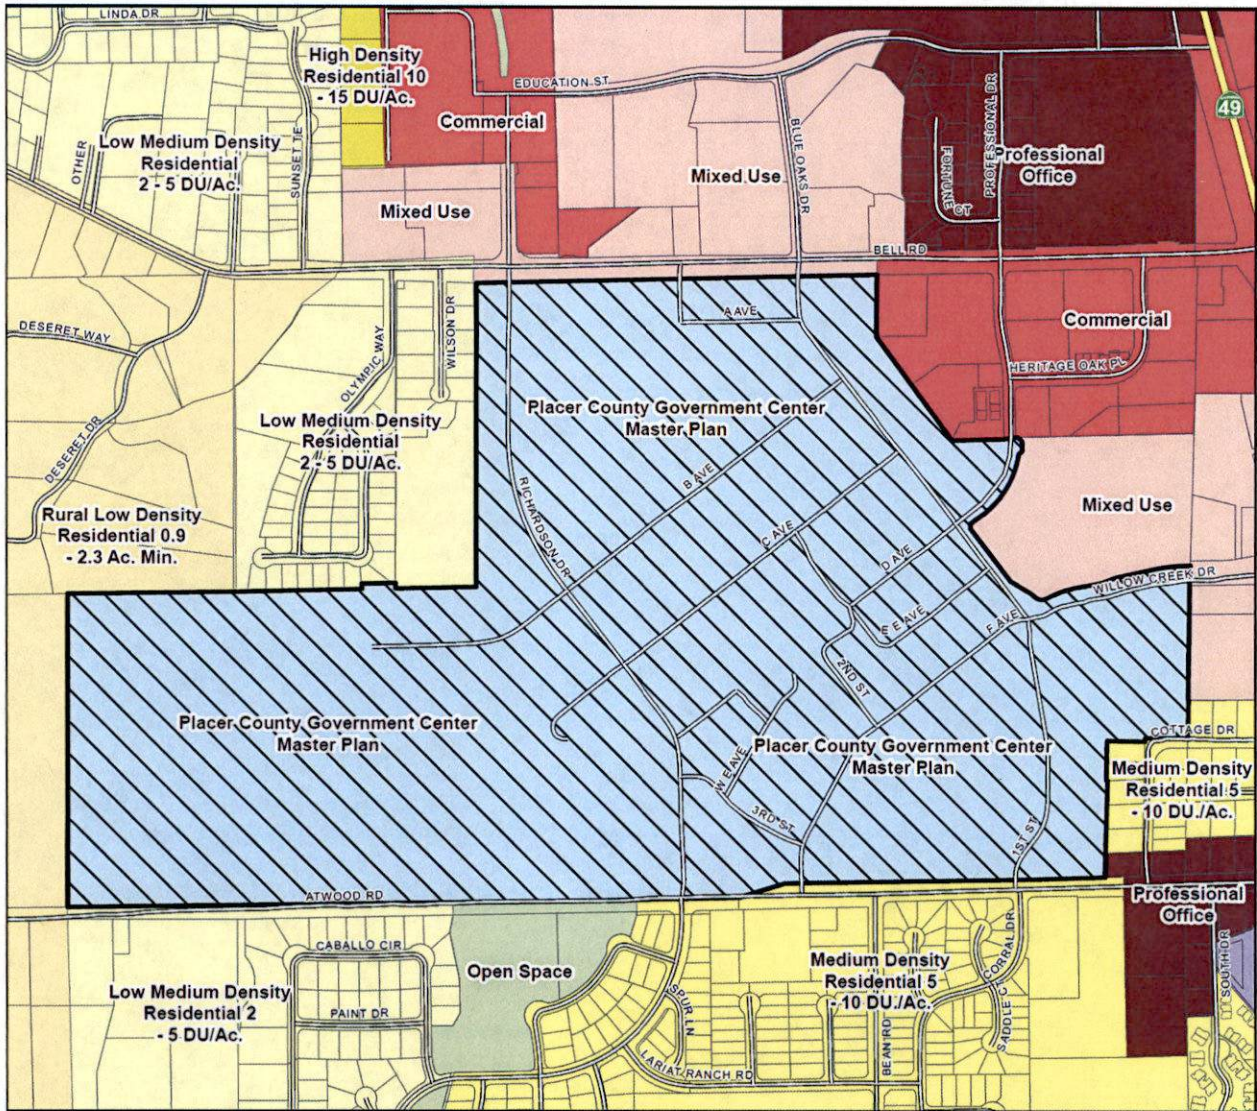 LINDA DR
High Density
Residential 10
- 15 DU/Ac.
EDUCATION ST
Commercial
49
Low Medium Density
Residential
2 - 5 DU/Ac.
OTHER
SUNSET TE
Mixed Use
Mixed Use
BLUE OAKS DR
PROFESSIONAL DR
FORTUNE CT
Professional
Office
BELL RD
DESERET WAY
DESERET DR
OLYMPIC WAY
WILSON DR
A AVE
Commercial
HERITAGE OAK PL
Low Medium Density
Residential
2 - 5 DU/Ac.
Placer County Government Center
Master Plan
B AVE
RICHARDSON DR
C AVE
Mixed Use
Rural Low Density
Residential 0.9
- 2.3 Ac. Min.
D AVE
E E AVE
F AVE
WILLOW CREEK DR
2ND ST
Placer County Government Center
Master Plan
Placer County Government Center
Master Plan
W E AVE
3RD ST
1ST ST
COTTAGE DR
Medium Density
Residential 5
- 10 DU./Ac.
ATWOOD RD
Professional
Office
CABALLO CIR
Open Space
Low Medium Density
Residential 2
- 5 DU/Ac.
PAINT DR
SPUR LN
Medium Density
Residential 5
- 10 DU./Ac.
CORRAL DR
SADDLE CT
BEAN RD
LARIAT RANCH RD
SOUTH DR